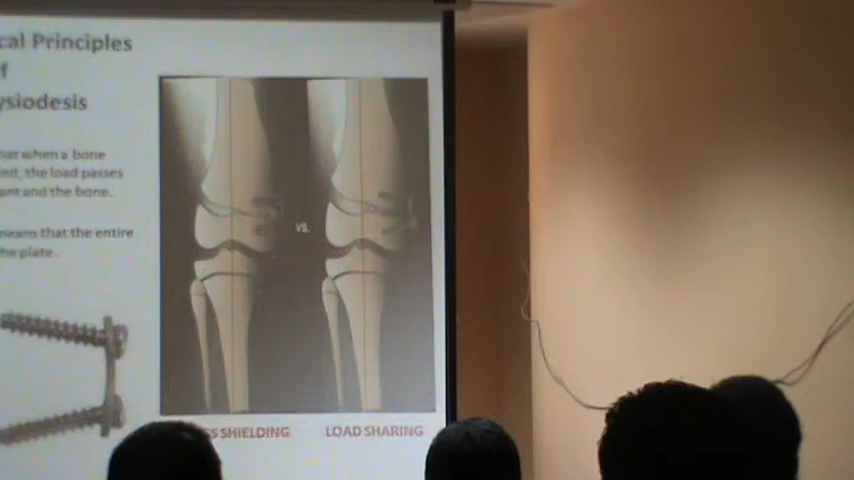 cal Principles
f
ysiodesis
hat when a bone
ed, the load passes
ant and the bone.
means that the entire
he plate.
VS.
SS SHIELDING
LOAD SHARING